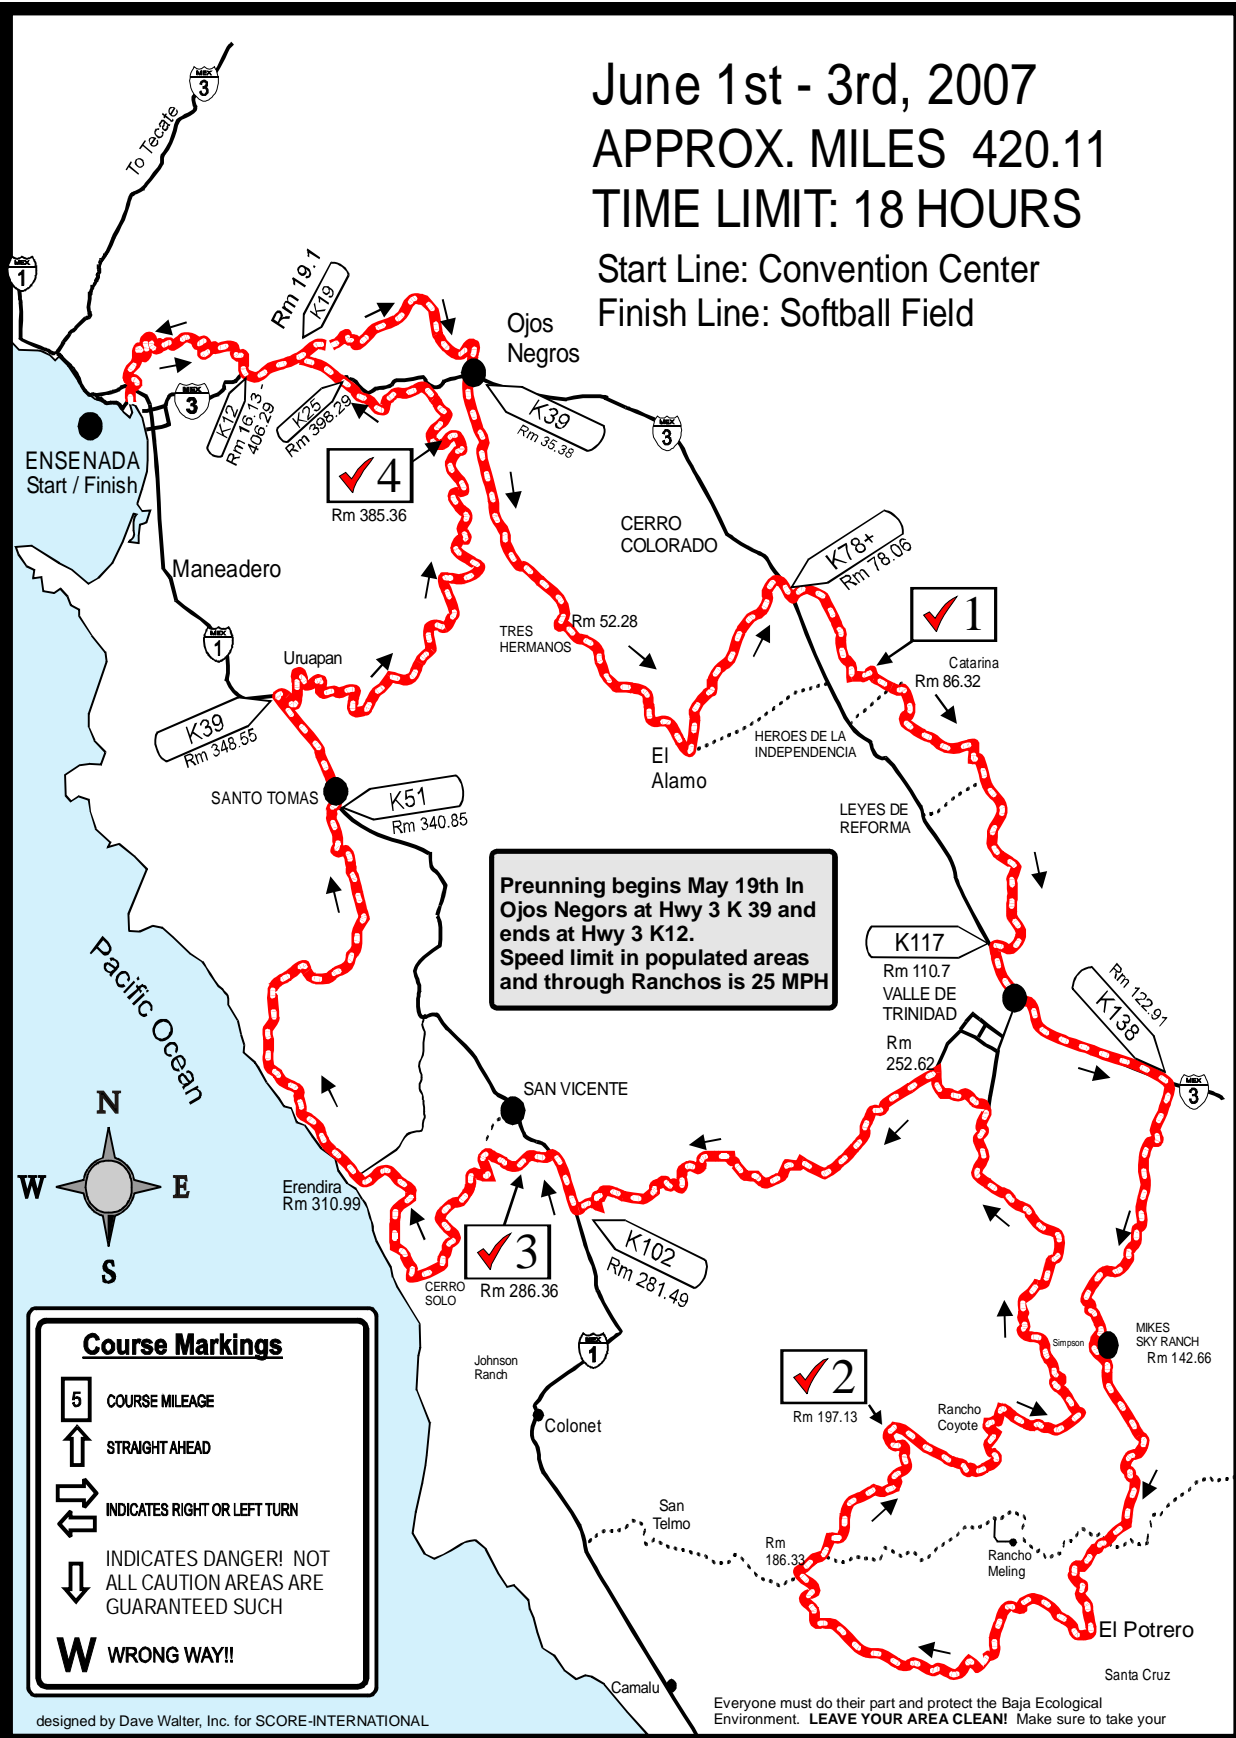 June 1st - 3rd, 2007
APPROX. MILES 420.11
TIME LIMIT: 18 HOURS
Start Line: Convention Center
Finish Line: Softball Field
MEX
3
To Tecate
MEX
1
Rm 19.1
K19
Ojos
Negros
MEX
3
K12
Rm 16.13 -
406.29
K25
Rm 398.29
K39
Rm 35.38
MEX
3
ENSENADA
Start / Finish
4
Rm 385.36
CERRO
COLORADO
K78+
Rm 78.06
Maneadero
1
TRES
HERMANOS
Rm 52.28
MEX
1
Uruapan
Catarina
Rm 86.32
K39
Rm 348.55
HEROES DE LA
INDEPENDENCIA
El
Alamo
SANTO TOMAS
K51
Rm 340.85
LEYES DE
REFORMA
Preunning begins May 19th In
Ojos Negors at Hwy 3 K 39 and
ends at Hwy 3 K12.
Speed limit in populated areas
and through Ranchos is 25 MPH
K117
Rm 110.7
VALLE DE
TRINIDAD
Rm 122.91
K138
Pacific Ocean
Rm
252.62
MEX
3
SAN VICENTE
N
W
E
S
Erendira
Rm 310.99
3
Rm 286.36
K102
Rm 281.49
CERRO
SOLO
MEX
1
Johnson
Ranch
Colonet
Simpson
MIKES
SKY RANCH
Rm 142.66
2
Rm 197.13
Rancho
Coyote
San
Telmo
Rm
186.33
Rancho
Meling
El Potrero
Santa Cruz
Camalu
Course Markings
5
COURSE MILEAGE
STRAIGHT AHEAD
INDICATES RIGHT OR LEFT TURN
INDICATES DANGER! NOT
ALL CAUTION AREAS ARE
GUARANTEED SUCH
W WRONG WAY!!
designed by Dave Walter, Inc. for SCORE-INTERNATIONAL
Everyone must do their part and protect the Baja Ecological
Environment. LEAVE YOUR AREA CLEAN! Make sure to take your